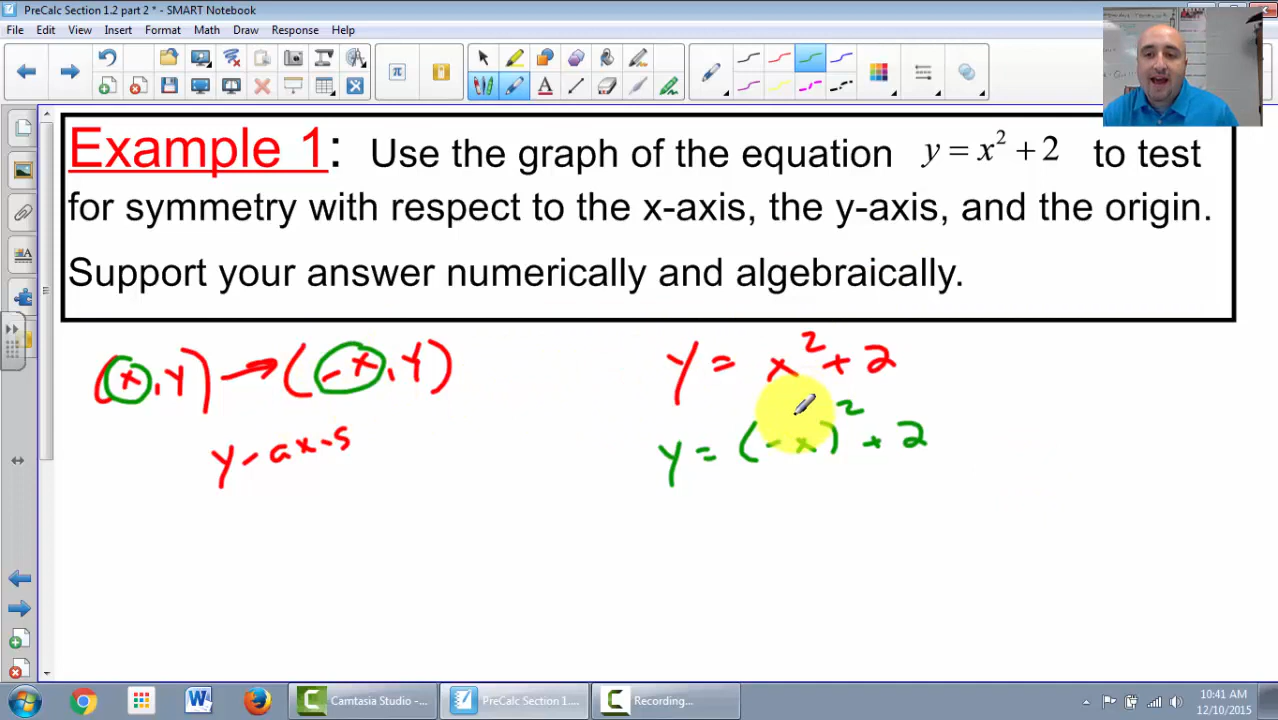 PreCalc Section 1.2 part 2 * - SMART Notebook
File Edit View Insert Format Math Draw Response Help
Example 1: Use the graph of the equation y = x² + 2 to test
for symmetry with respect to the x-axis, the y-axis, and the origin.
Support your answer numerically and algebraically.
(x, y) → (-x, y)
y = x² + 2
y-axis
y = (-x)² + 2
Camtasia Studio -...
PreCalc Section 1....
Recording...
10:41 AM
12/10/2015